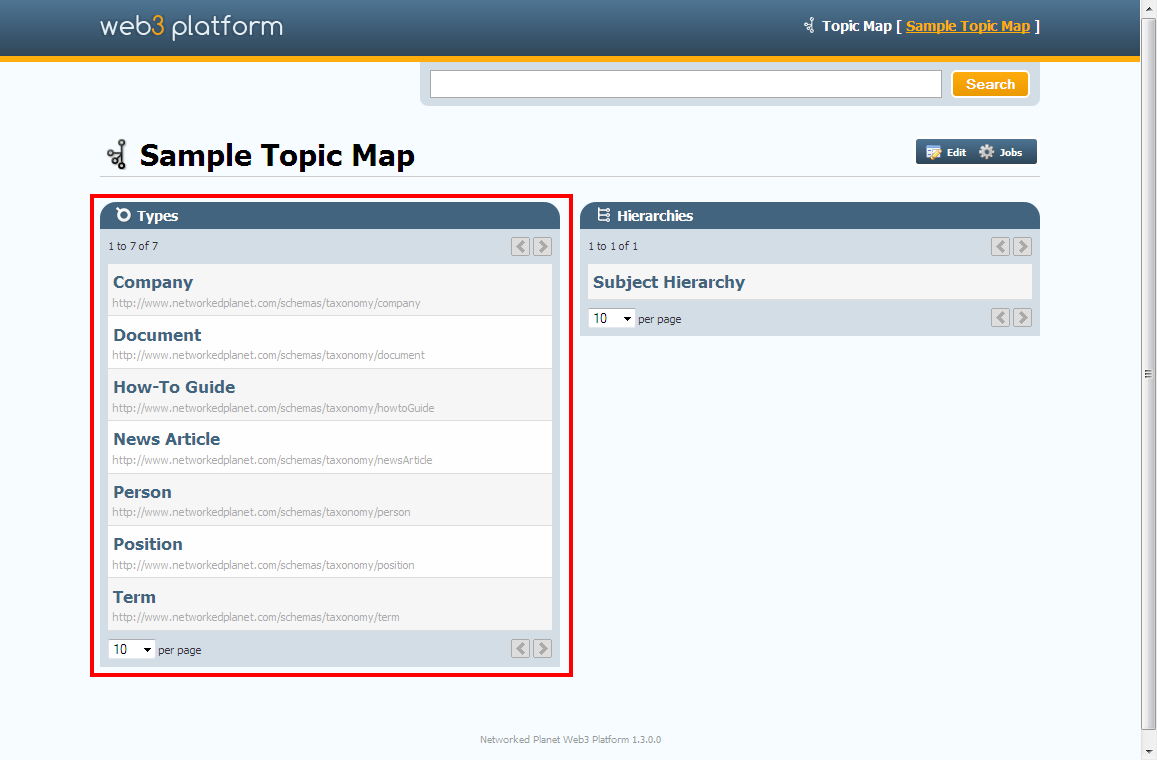 web3 platform
Topic Map [ Sample Topic Map ]
Search
Sample Topic Map
Edit Jobs
Types
1 to 7 of 7
Company
http://www.networkedplanet.com/schemas/taxonomy/company
Document
http://www.networkedplanet.com/schemas/taxonomy/document
How-To Guide
http://www.networkedplanet.com/schemas/taxonomy/howtoGuide
News Article
http://www.networkedplanet.com/schemas/taxonomy/newsArticle
Person
http://www.networkedplanet.com/schemas/taxonomy/person
Position
http://www.networkedplanet.com/schemas/taxonomy/position
Term
http://www.networkedplanet.com/schemas/taxonomy/term
10 per page
Hierarchies
1 to 1 of 1
Subject Hierarchy
10 per page
Networked Planet Web3 Platform 1.3.0.0